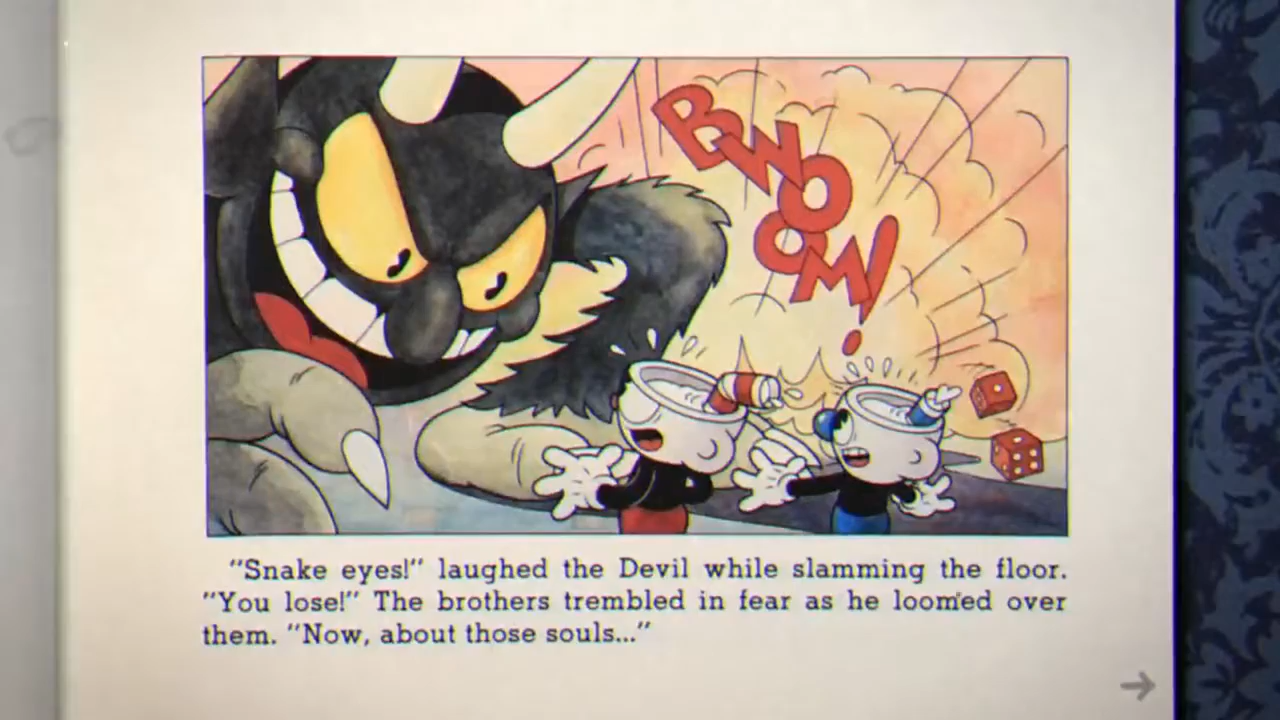 BWOOM!
"Snake eyes!" laughed the Devil while slamming the floor.
"You lose!" The brothers trembled in fear as he loomed over
them. "Now, about those souls..."